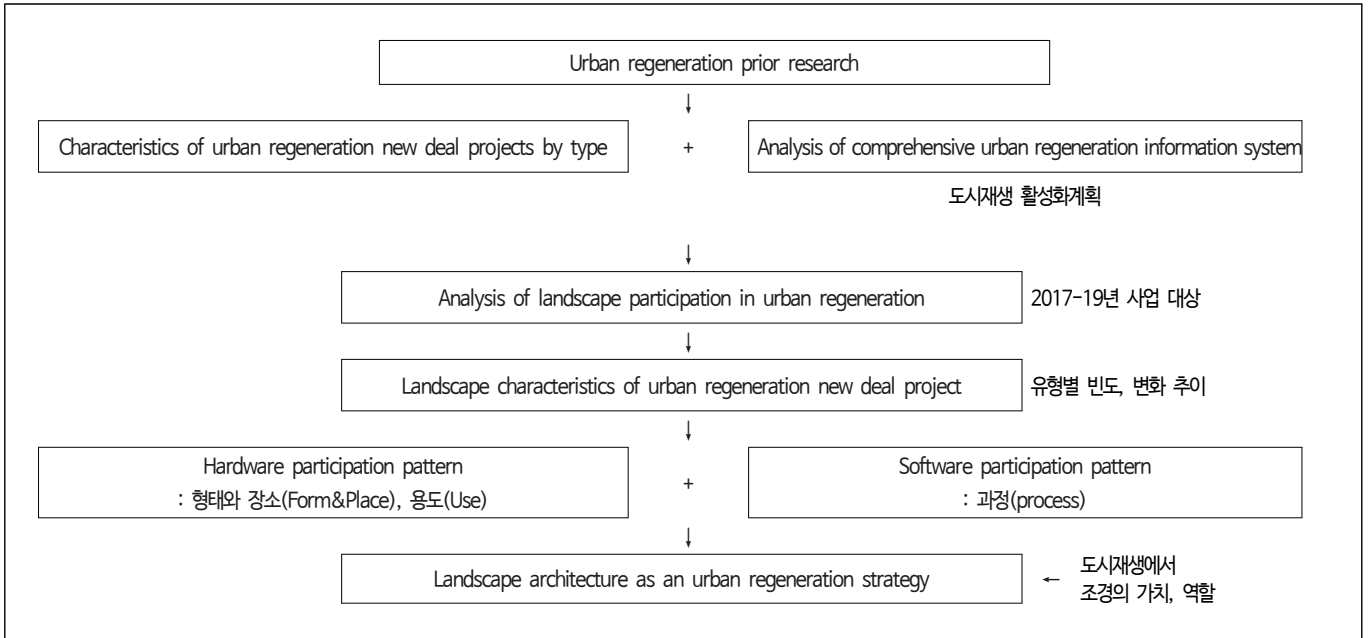 Urban regeneration prior research
↓
Characteristics of urban regeneration new deal projects by type
+
Analysis of comprehensive urban regeneration information system
도시재생 활성화계획
↓
Analysis of landscape participation in urban regeneration
2017-19년 사업 대상
↓
Landscape characteristics of urban regeneration new deal project
유형별 빈도, 변화 추이
↓
Hardware participation pattern
: 형태와 장소(Form&Place), 용도(Use)
+
Software participation pattern
: 과정(process)
↓
Landscape architecture as an urban regeneration strategy
←
도시재생에서
조경의 가치, 역할